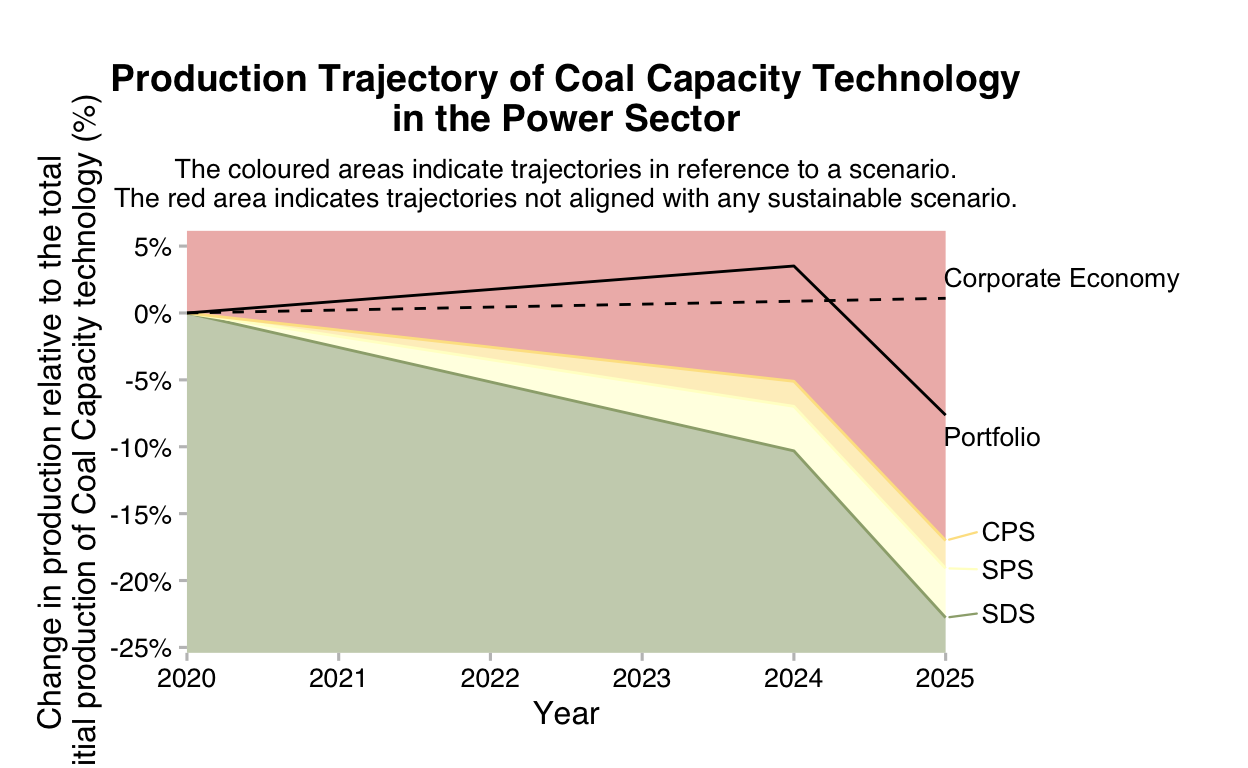 Production Trajectory of Coal Capacity Technology
in the Power Sector
The coloured areas indicate trajectories in reference to a scenario.
The red area indicates trajectories not aligned with any sustainable scenario.
Change in production relative to the total
itial production of Coal Capacity technology (%)
5%
0%
-5%
-10%
-15%
-20%
-25%
Corporate Economy
Portfolio
CPS
SPS
SDS
2020 2021 2022 2023 2024 2025
Year